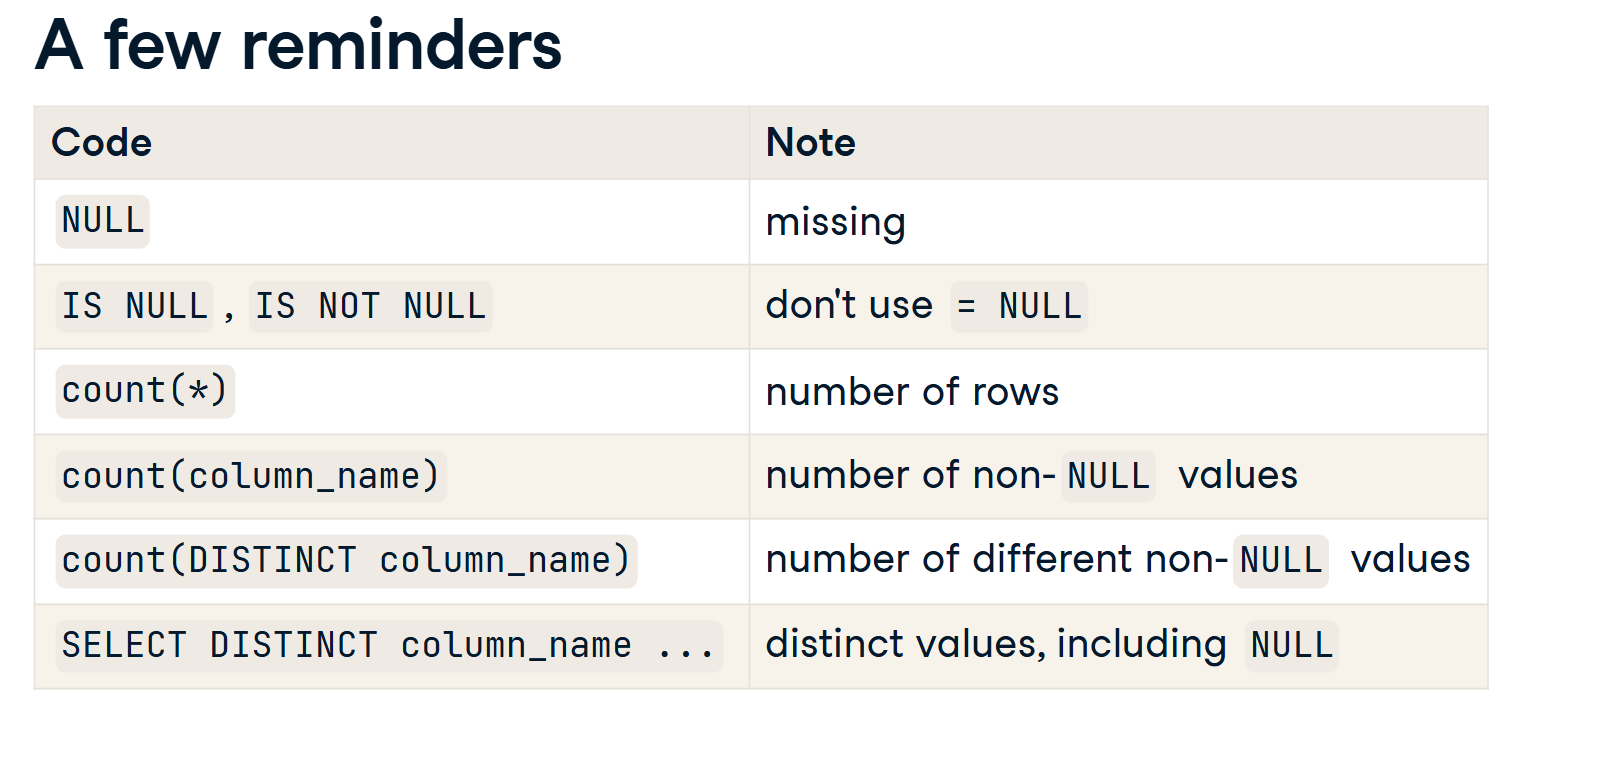 A few reminders
Code Note
NULL missing
IS NULL , IS NOT NULL don't use = NULL
count(*) number of rows
count(column_name) number of non- NULL values
count(DISTINCT column_name) number of different non- NULL values
SELECT DISTINCT column_name ... distinct values, including NULL